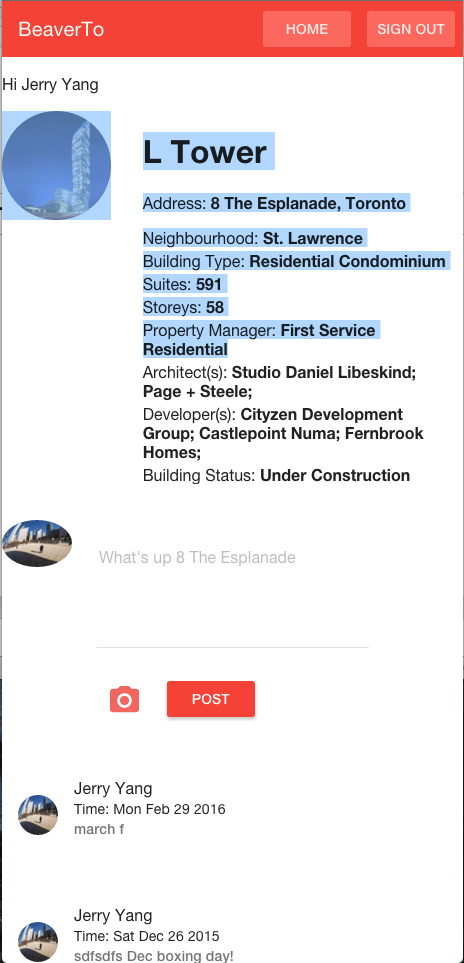 BeaverTo
HOME
SIGN OUT
Hi Jerry Yang
L Tower
Address: 8 The Esplanade, Toronto
Neighbourhood: St. Lawrence
Building Type: Residential Condominium
Suites: 591
Storeys: 58
Property Manager: First Service
Residential
Architect(s): Studio Daniel Libeskind;
Page + Steele;
Developer(s): Cityzen Development
Group; Castlepoint Numa; Fernbrook
Homes;
Building Status: Under Construction
What's up 8 The Esplanade
POST
Jerry Yang
Time: Mon Feb 29 2016
march f
Jerry Yang
Time: Sat Dec 26 2015
sdfsdfs Dec boxing day!